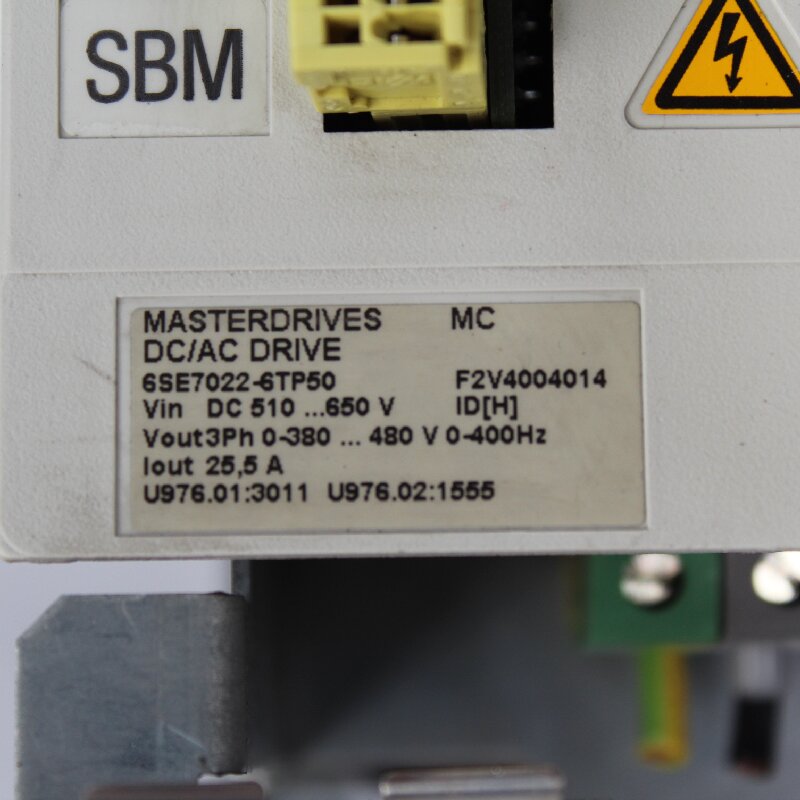 SBM
MASTERDRIVES MC
DC/AC DRIVE
6SE7022-6TP50 F2V4004014
Vin DC 510 ...650 V ID[H]
Vout3Ph 0-380 ... 480 V 0-400Hz
Iout 25,5 A
U976.01:3011 U976.02:1555